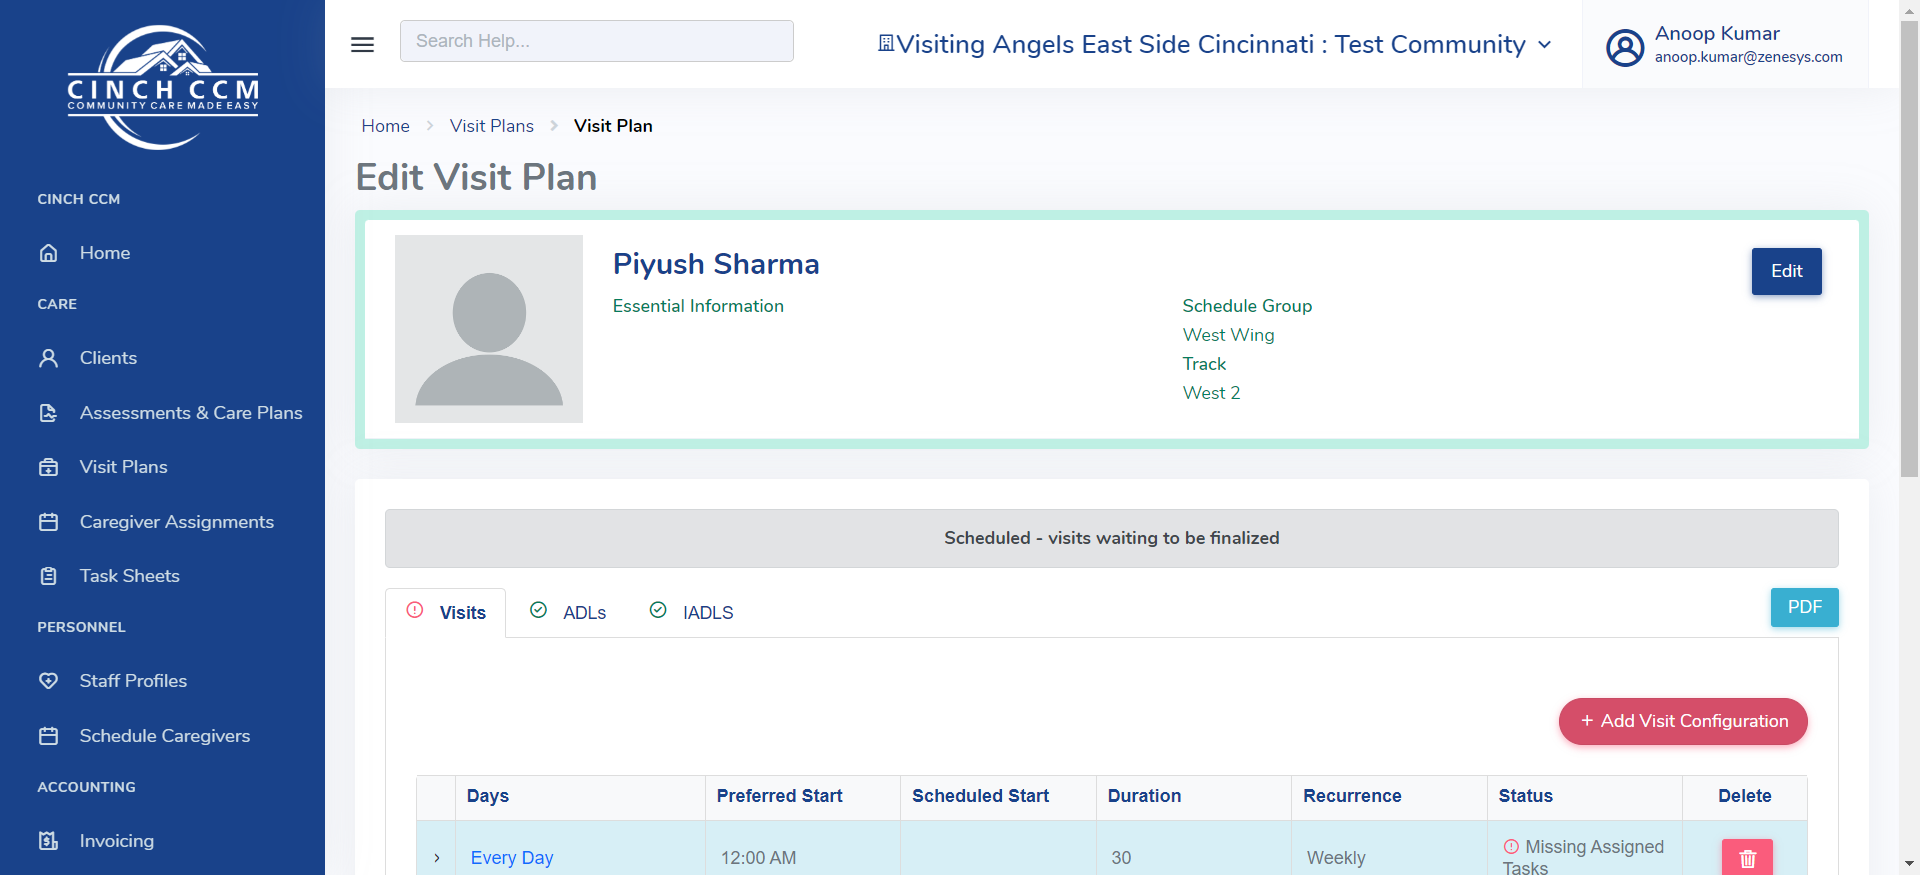 CINCH CCM
COMMUNITY CARE MADE EASY
CINCH CCM
Home
CARE
Clients
Assessments & Care Plans
Visit Plans
Caregiver Assignments
Task Sheets
PERSONNEL
Staff Profiles
Schedule Caregivers
ACCOUNTING
Invoicing
Search Help...
Visiting Angels East Side Cincinnati : Test Community
Anoop Kumar
anoop.kumar@zenesys.com
Home > Visit Plans > Visit Plan
Edit Visit Plan
Piyush Sharma
Edit
Essential Information
Schedule Group
West Wing
Track
West 2
Scheduled - visits waiting to be finalized
Visits ADLs IADLS
PDF
+ Add Visit Configuration
Days Preferred Start Scheduled Start Duration Recurrence Status Delete
Every Day 12:00 AM 30 Weekly Missing Assigned
Tasks